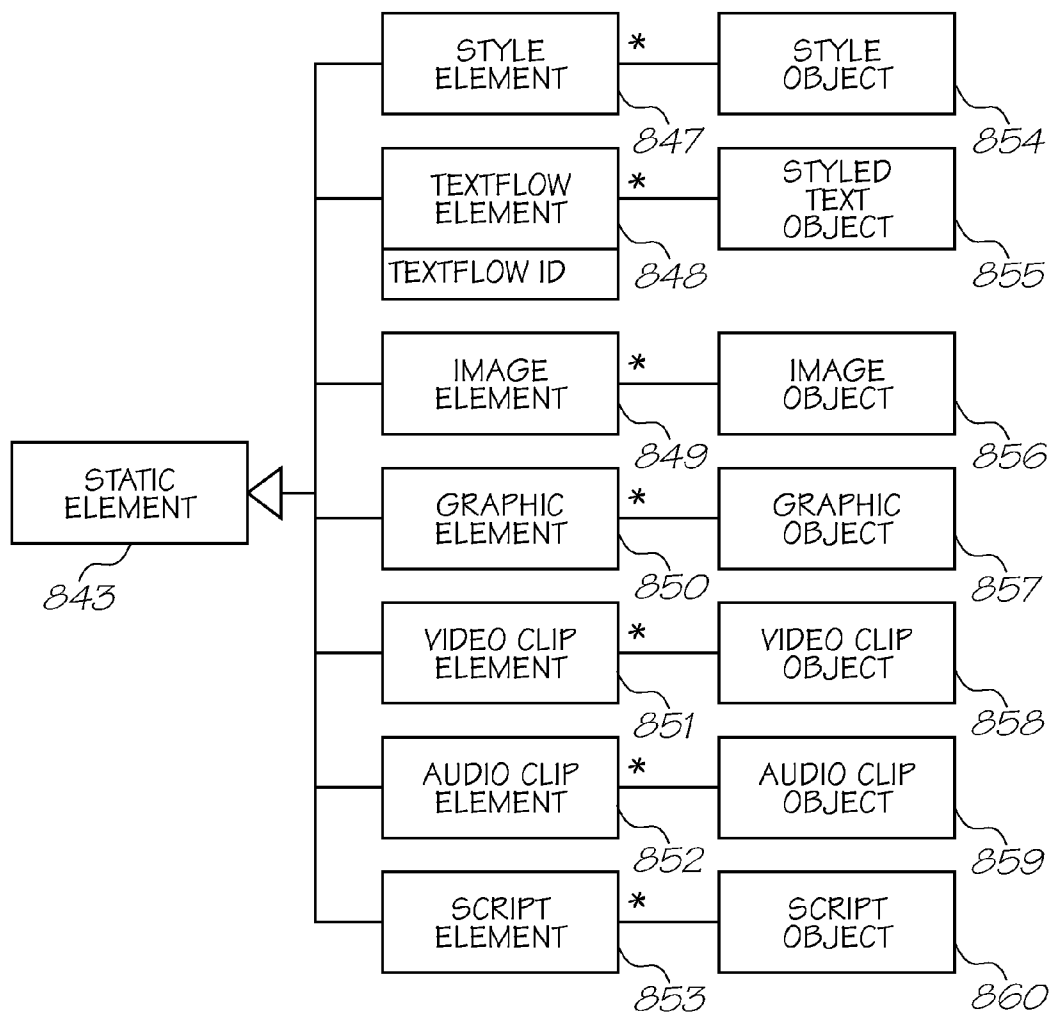 STYLE
ELEMENT
*
STYLE
OBJECT
847
854
TEXTFLOW
ELEMENT
*
STYLED
TEXT
OBJECT
TEXTFLOW ID
848
855
IMAGE
ELEMENT
*
IMAGE
OBJECT
849
856
STATIC
ELEMENT
843
GRAPHIC
ELEMENT
*
GRAPHIC
OBJECT
850
857
VIDEO CLIP
ELEMENT
*
VIDEO CLIP
OBJECT
851
858
AUDIO CLIP
ELEMENT
*
AUDIO CLIP
OBJECT
852
859
SCRIPT
ELEMENT
*
SCRIPT
OBJECT
853
860